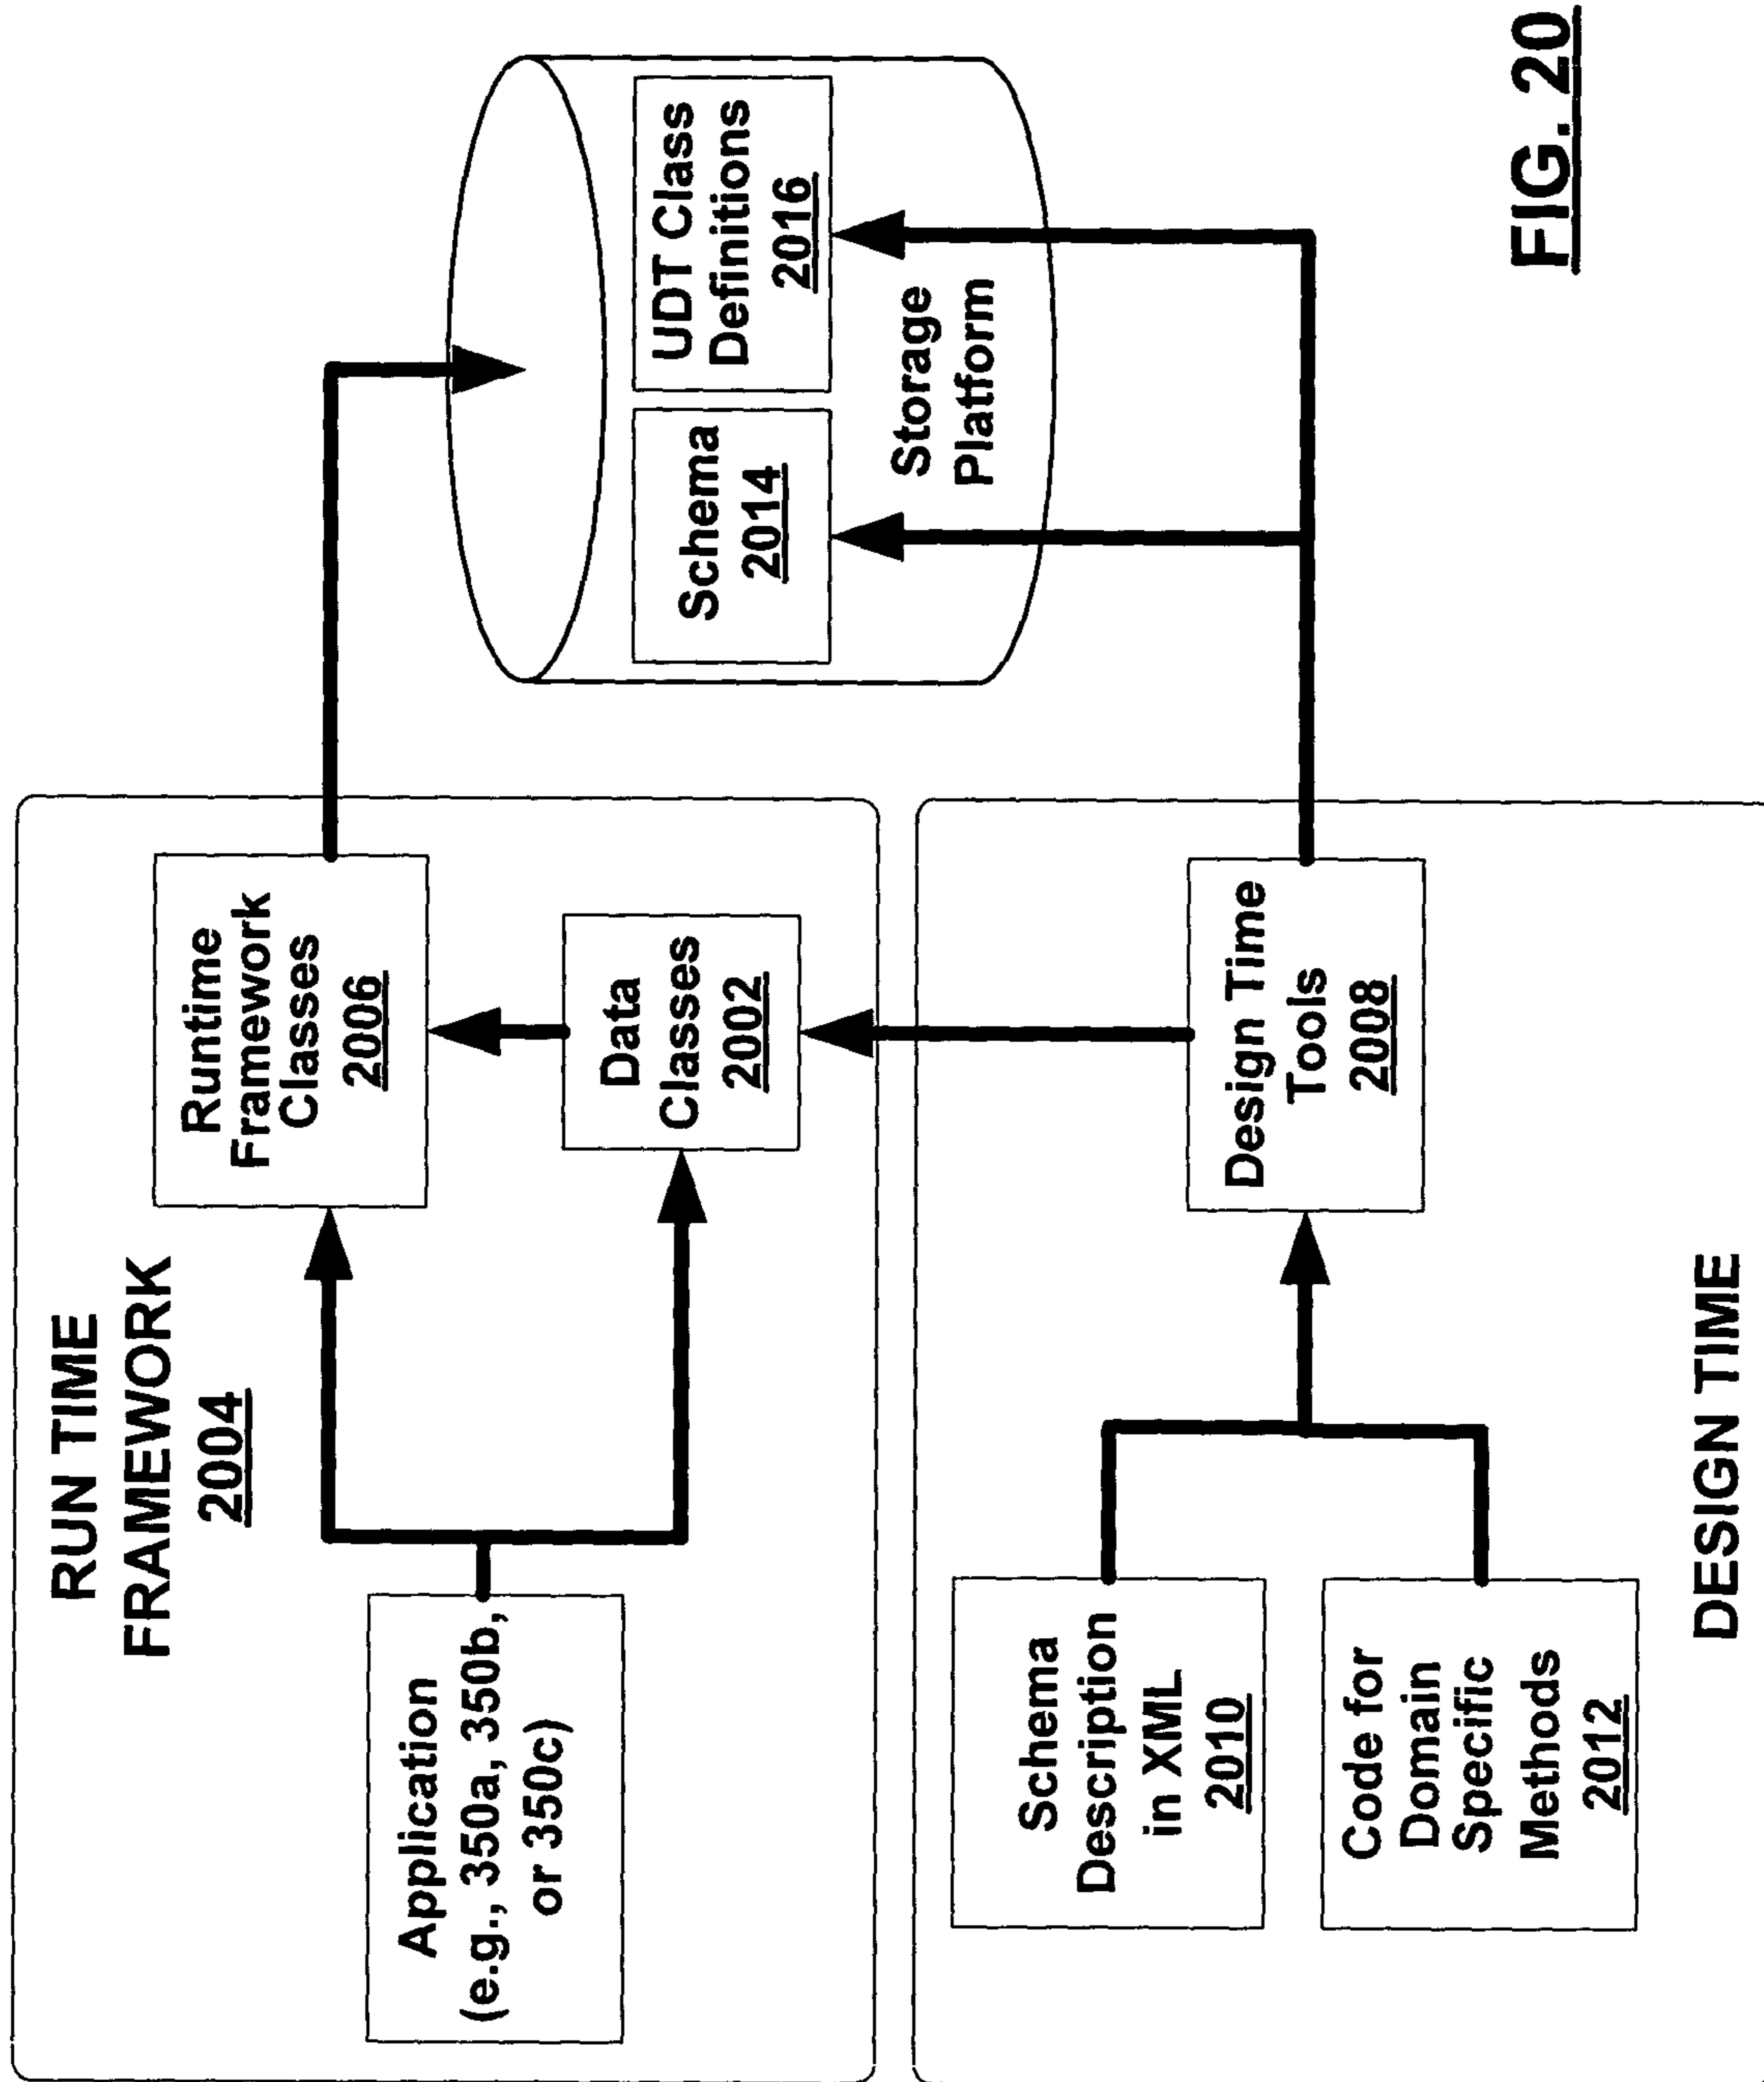 RUN TIME
FRAMEWORK
2004
Application
(e.g., 350a, 350b,
or 350c)
Runtime
Framework
Classes
2006
Data
Classes
2002
Schema
2014
UDT Class
Definitions
2016
Storage
Platform
Schema
Description
in XML
2010
Code for
Domain
Specific
Methods
2012
Design Time
Tools
2008
DESIGN TIME
FIG. 20